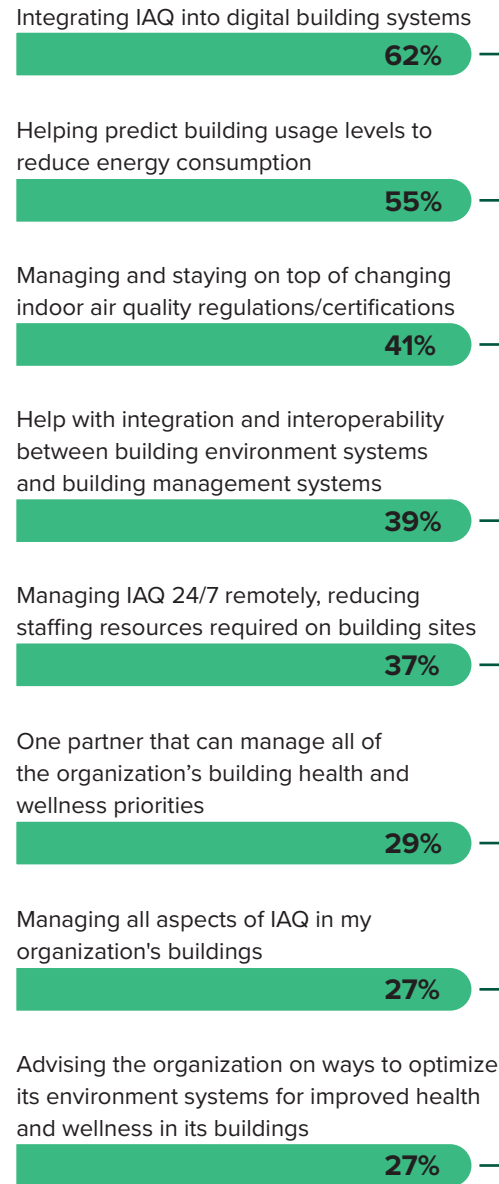 Integrating IAQ into digital building systems
62%
Helping predict building usage levels to
reduce energy consumption
55%
Managing and staying on top of changing
indoor air quality regulations/certifications
41%
Help with integration and interoperability
between building environment systems
and building management systems
39%
Managing IAQ 24/7 remotely, reducing
staffing resources required on building sites
37%
One partner that can manage all of
the organization’s building health and
wellness priorities
29%
Managing all aspects of IAQ in my
organization's buildings
27%
Advising the organization on ways to optimize
its environment systems for improved health
and wellness in its buildings
27%